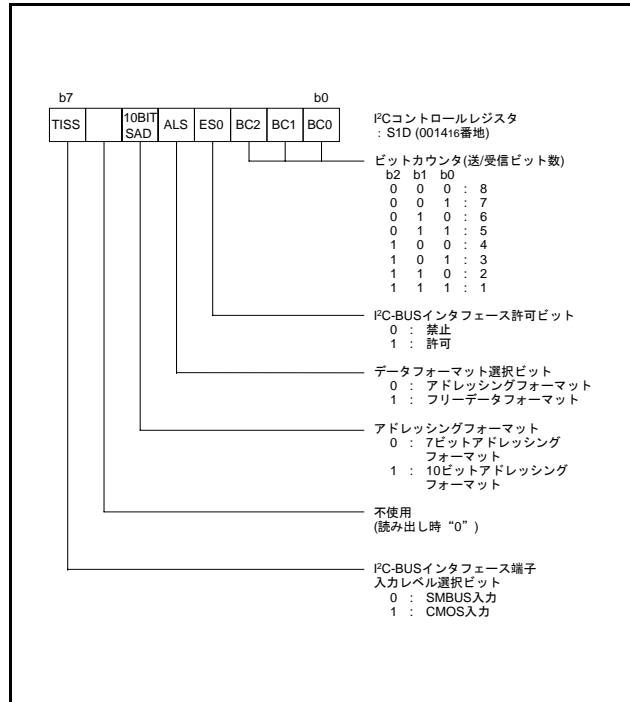 b7 b0
TISS 10BIT SAD ALS ES0 BC2 BC1 BC0
I²Cコントロールレジスタ
: S1D (001416番地)
ビットカウンタ(送/受信ビット数)
b2 b1 b0
0 0 0 : 8
0 0 1 : 7
0 1 0 : 6
0 1 1 : 5
1 0 0 : 4
1 0 1 : 3
1 1 0 : 2
1 1 1 : 1
I²C-BUSインタフェース許可ビット
0 : 禁止
1 : 許可
データフォーマット選択ビット
0 : アドレッシングフォーマット
1 : フリーデータフォーマット
アドレッシングフォーマット
0 : 7ビットアドレッシング
フォーマット
1 : 10ビットアドレッシング
フォーマット
不使用
(読み出し時 “0” )
I²C-BUSインタフェース端子
入力レベル選択ビット
0 : SMBUS入力
1 : CMOS入力